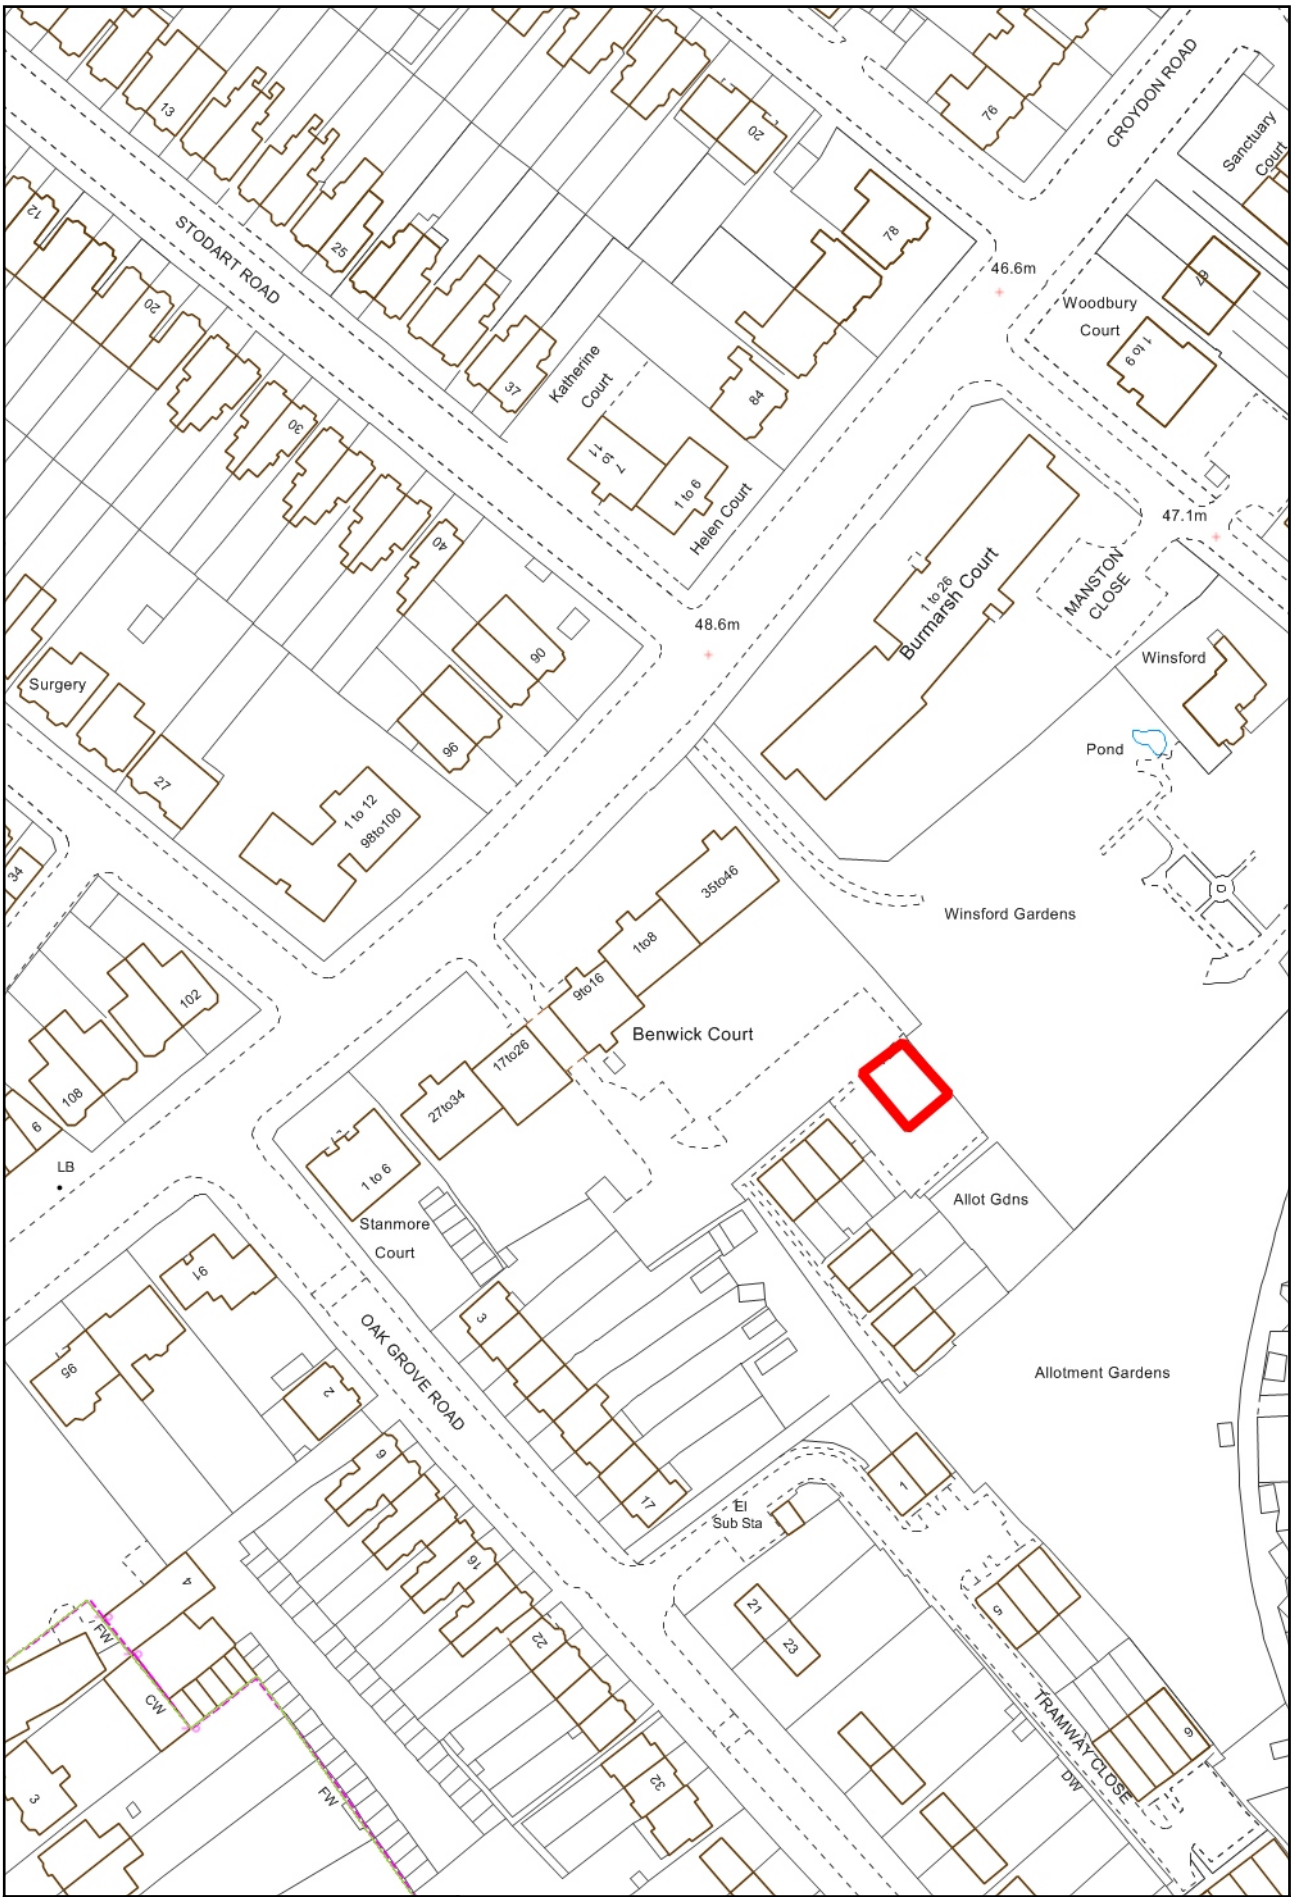 13
20
76
CROYDON ROAD
Sanctuary
Court
12
STODART ROAD
25
78
46.6m
49
20
Woodbury
Court
1 to 9
37
Katherine
Court
84
30
7 to 11
1 to 6
Helen Court
40
47.1m
1 to 26
Burmarsh Court
MANSTON
CLOSE
48.6m
90
Winsford
Surgery
96
Pond
27
1 to 12
98to100
34
35to46
Winsford Gardens
1to8
102
9to16
Benwick Court
17to26
108
27to34
6
LB
1 to 6
Allot Gdns
Stanmore
Court
91
3
OAK GROVE ROAD
95
2
Allotment Gardens
6
1
17
El
Sub Sta
16
4
21
5
FW
22
23
CW
TRAMWAY CLOSE
9
32
DW
3
FW